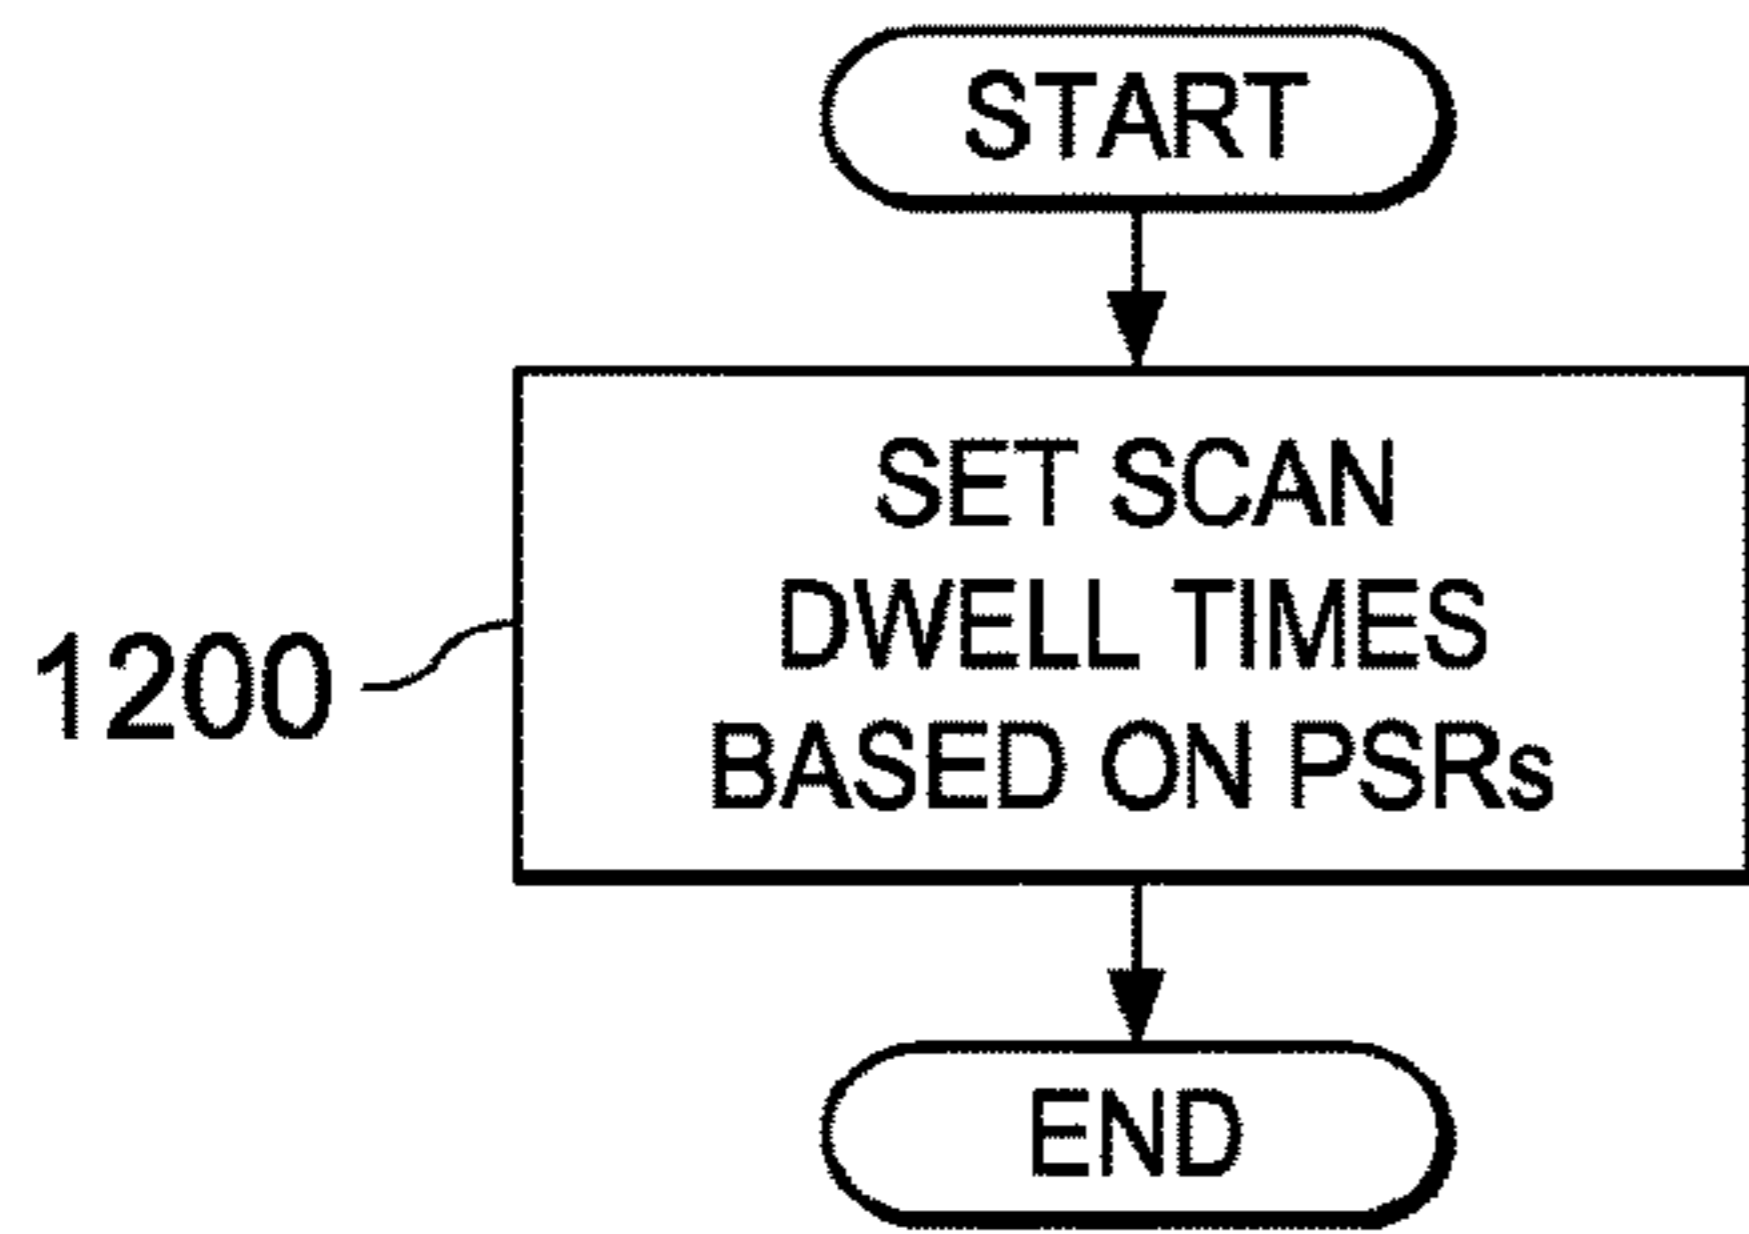 START
SET SCAN
DWELL TIMES
BASED ON PSRs
1200
END